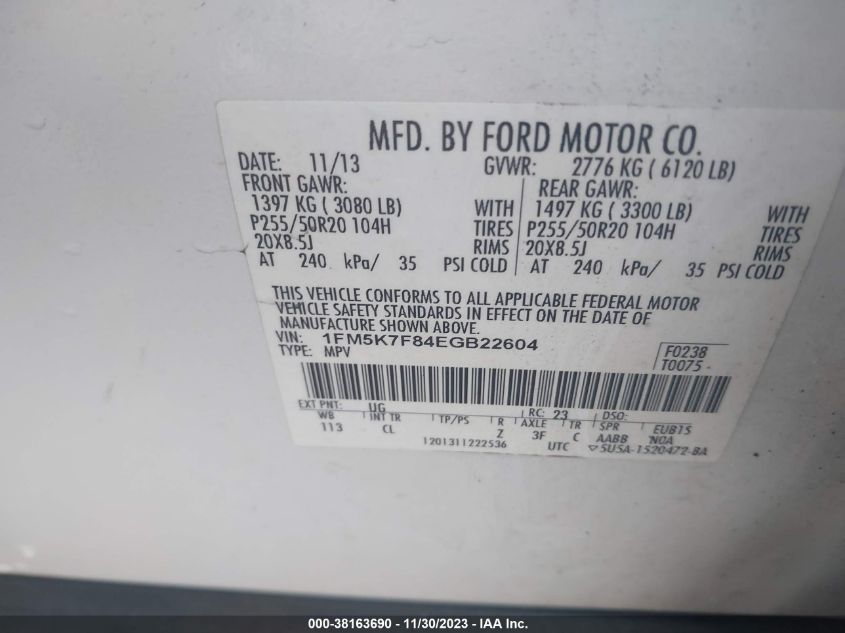 MFD. BY FORD MOTOR CO.
DATE: 11/13 GVWR: 2776 KG ( 6120 LB)
FRONT GAWR: REAR GAWR:
1397 KG ( 3080 LB) WITH 1497 KG ( 3300 LB) WITH
P255/50R20 104H TIRES P255/50R20 104H TIRES
20X8.5J RIMS 20X8.5J RIMS
AT 240 kPa/ 35 PSI COLD AT 240 kPa/ 35 PSI COLD
THIS VEHICLE CONFORMS TO ALL APPLICABLE FEDERAL MOTOR
VEHICLE SAFETY STANDARDS IN EFFECT ON THE DATE OF
MANUFACTURE SHOWN ABOVE.
VIN: 1FM5K7F84EGB22604
TYPE: MPV
F0238
T0075 -
EXT PNT: UG RC: 23 DSO:
WB INT TR TP/PS R AXLE TR SPR EUB15
113 CL Z 3F C AABB NOA
1201311222536 UTC 5U5A-1520472-BA
000-38163690 - 11/30/2023 - IAA Inc.